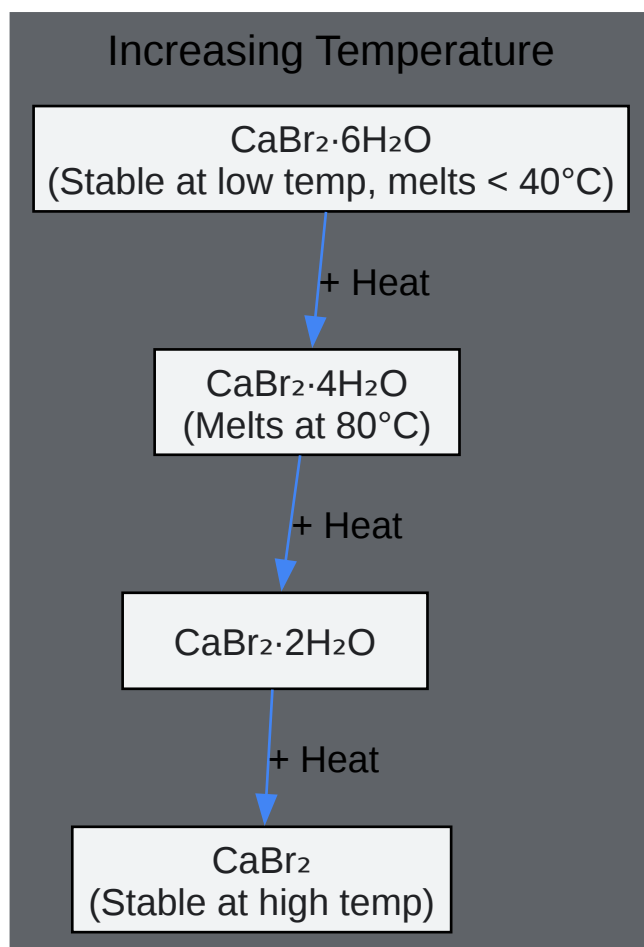 Increasing Temperature
CaBr₂·6H₂O
(Stable at low temp, melts < 40°C)
+ Heat
CaBr₂·4H₂O
(Melts at 80°C)
+ Heat
CaBr₂·2H₂O
+ Heat
CaBr₂
(Stable at high temp)